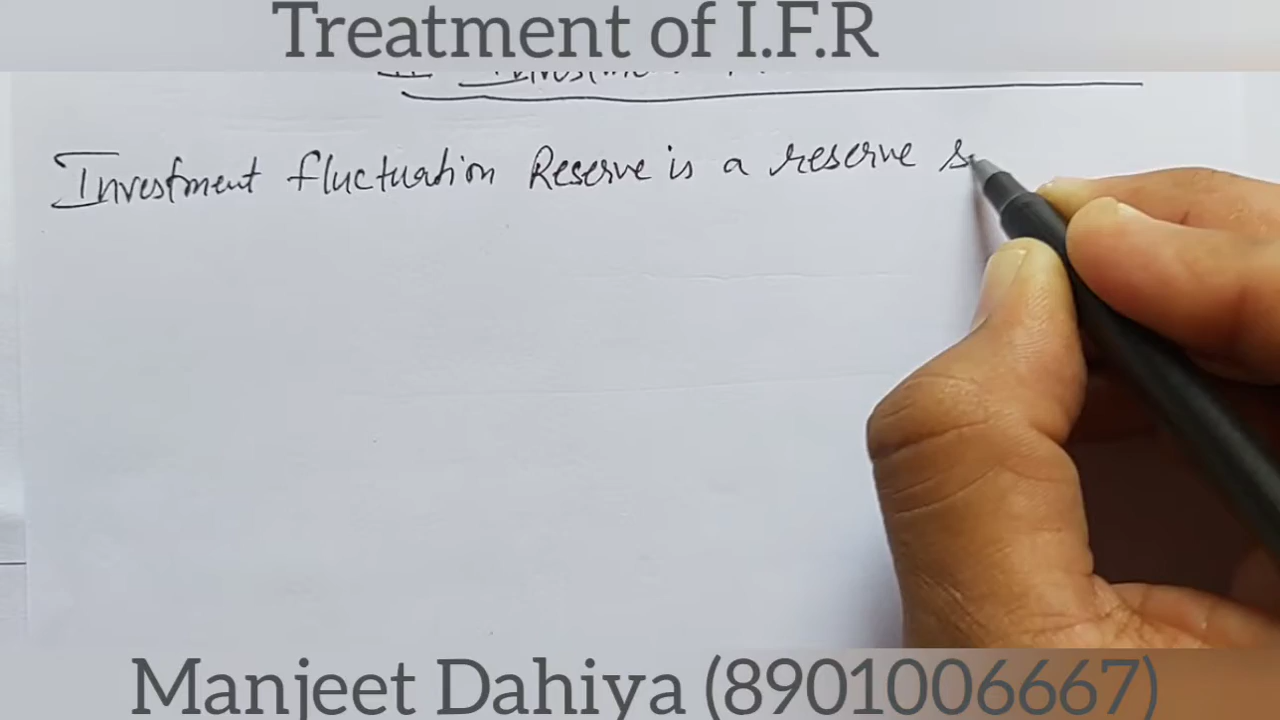 Treatment of I.F.R
Investment fluctuation Reserve is a reserve
Manjeet Dahiya (8901006667)